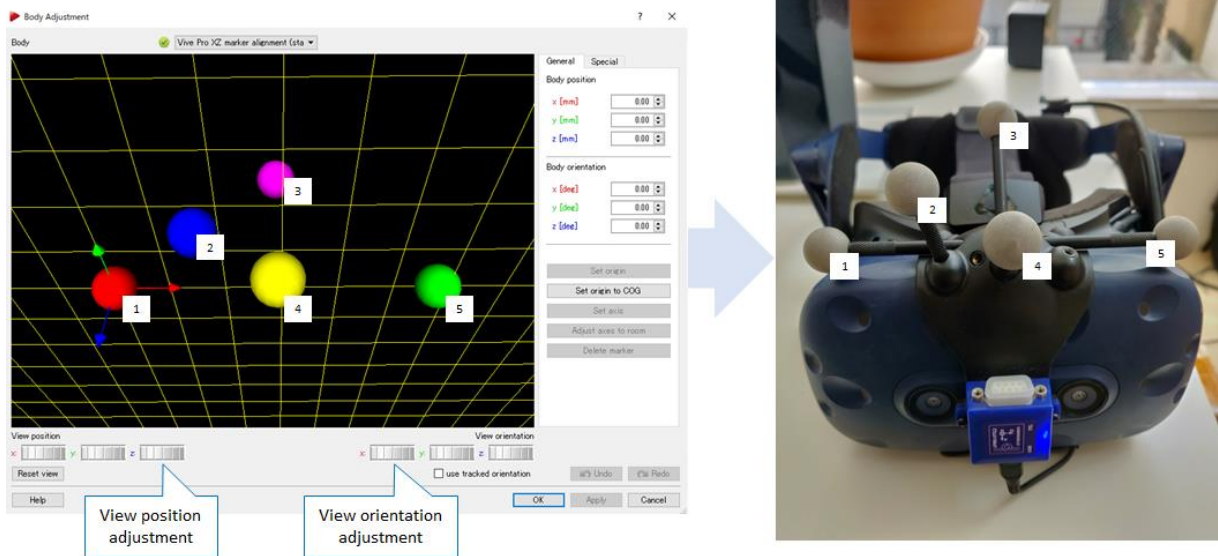 Body Adjustment
? X
Body
Vive Pro XZ marker alignment (sta
General Special
Body position
x [mm] 0.00
y [mm] 0.00
z [mm] 0.00
Body orientation
x [deg] 0.00
y [deg] 0.00
z [deg] 0.00
Set origin
Set origin to COG
Set axis
Adjust axes to room
Delete marker
1
2
3
4
5
View position
x: y: z:
View orientation
x: y: z:
Reset view
use tracked orientation
Undo
Redo
Help
OK
Apply
Cancel
View position
adjustment
View orientation
adjustment
3
2
1
4
5